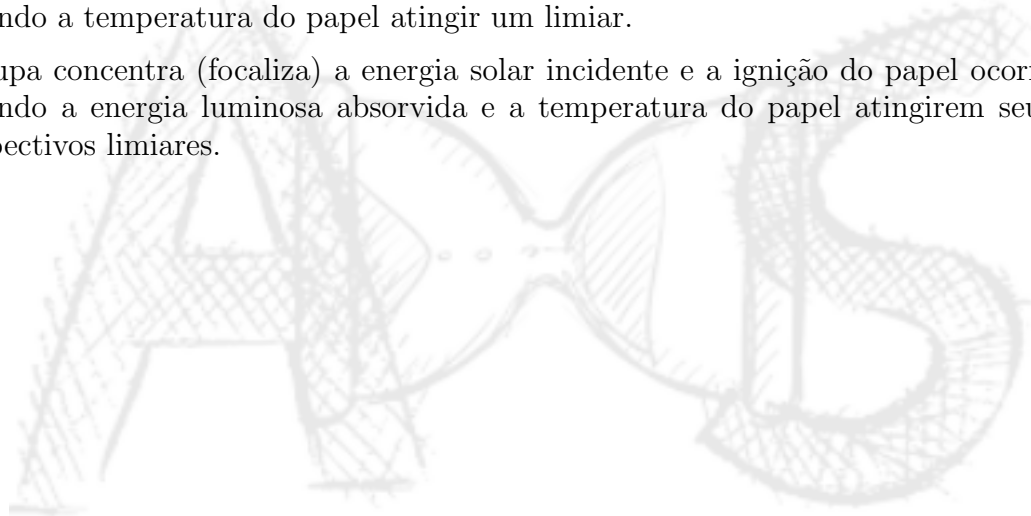 ndo a temperatura do papel atingir um limiar.
upa concentra (focaliza) a energia solar incidente e a ignição do papel ocor
ndo a energia luminosa absorvida e a temperatura do papel atingirem seu
pectivos limiares.